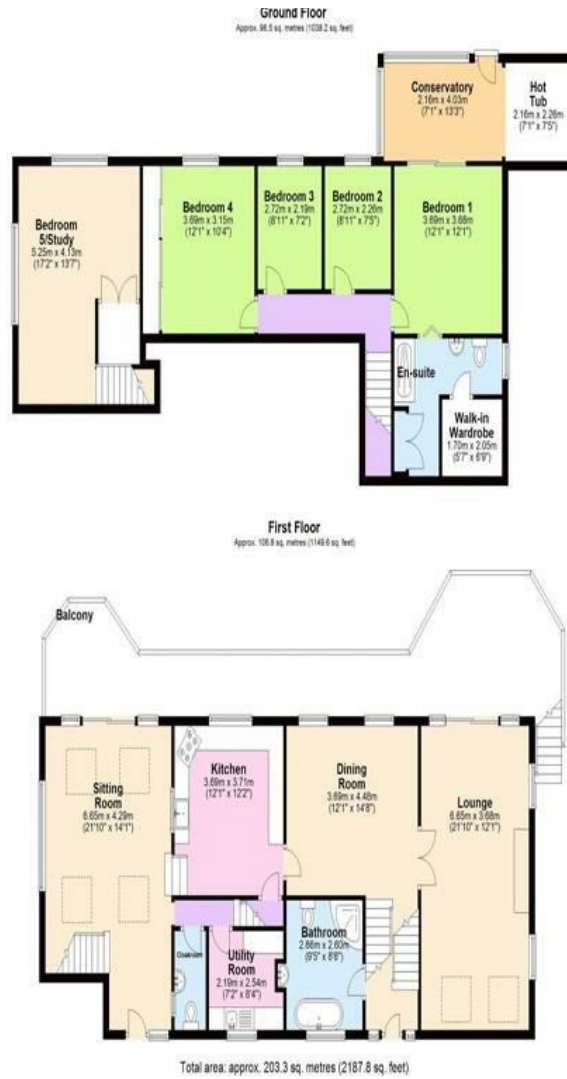 Ground Floor
Approx. 96.5 sq. metres (1038.2 sq. feet)
Conservatory
2.16m x 4.03m
(7'1" x 13'3")
Hot
Tub
2.16m x 2.26m
(7'1" x 7'5")
Bedroom
5/Study
5.25m x 4.13m
(17'2" x 13'7")
Bedroom 4
3.69m x 3.15m
(12'1" x 10'4")
Bedroom 3
2.72m x 2.19m
(8'11" x 7'2")
Bedroom 2
2.72m x 2.26m
(8'11" x 7'5")
Bedroom 1
3.69m x 3.68m
(12'1" x 12'1")
En-suite
Walk-in
Wardrobe
1.70m x 2.05m
(5'7" x 6'9")
First Floor
Approx. 106.8 sq. metres (1149.6 sq. feet)
Balcony
Sitting
Room
6.65m x 4.29m
(21'10" x 14'1")
Kitchen
3.69m x 3.71m
(12'1" x 12'2")
Dining
Room
3.69m x 4.48m
(12'1" x 14'8")
Lounge
6.65m x 3.68m
(21'10" x 12'1")
Cloakroom
Utility
Room
2.19m x 2.54m
(7'2" x 8'4")
Bathroom
2.86m x 2.60m
(9'5" x 8'6")
Total area: approx. 203.3 sq. metres (2187.8 sq. feet)